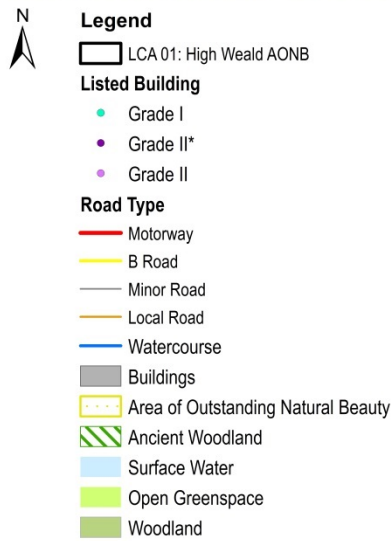 N
Legend
LCA 01: High Weald AONB
Listed Building
Grade I
Grade II*
Grade II
Road Type
Motorway
B Road
Minor Road
Local Road
Watercourse
Buildings
Area of Outstanding Natural Beauty
Ancient Woodland
Surface Water
Open Greenspace
Woodland